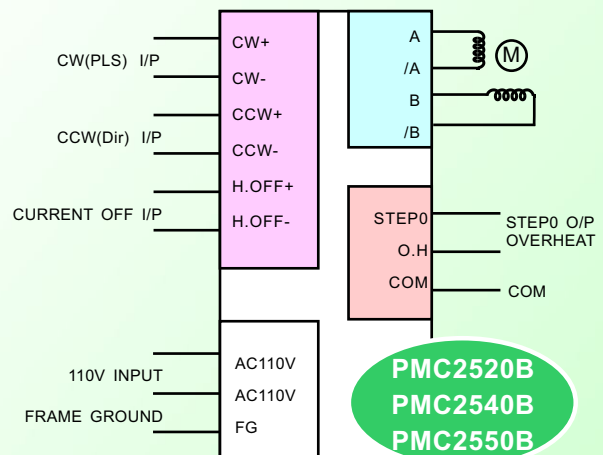 CW(PLS) I/P
CCW(Dir) I/P
CURRENT OFF I/P
CW+
CW-
CCW+
CCW-
H.OFF+
H.OFF-
A
/A
B
/B
M
STEP0
O.H
COM
STEP0 O/P
OVERHEAT
COM
110V INPUT
FRAME GROUND
AC110V
AC110V
FG
PMC2520B
PMC2540B
PMC2550B